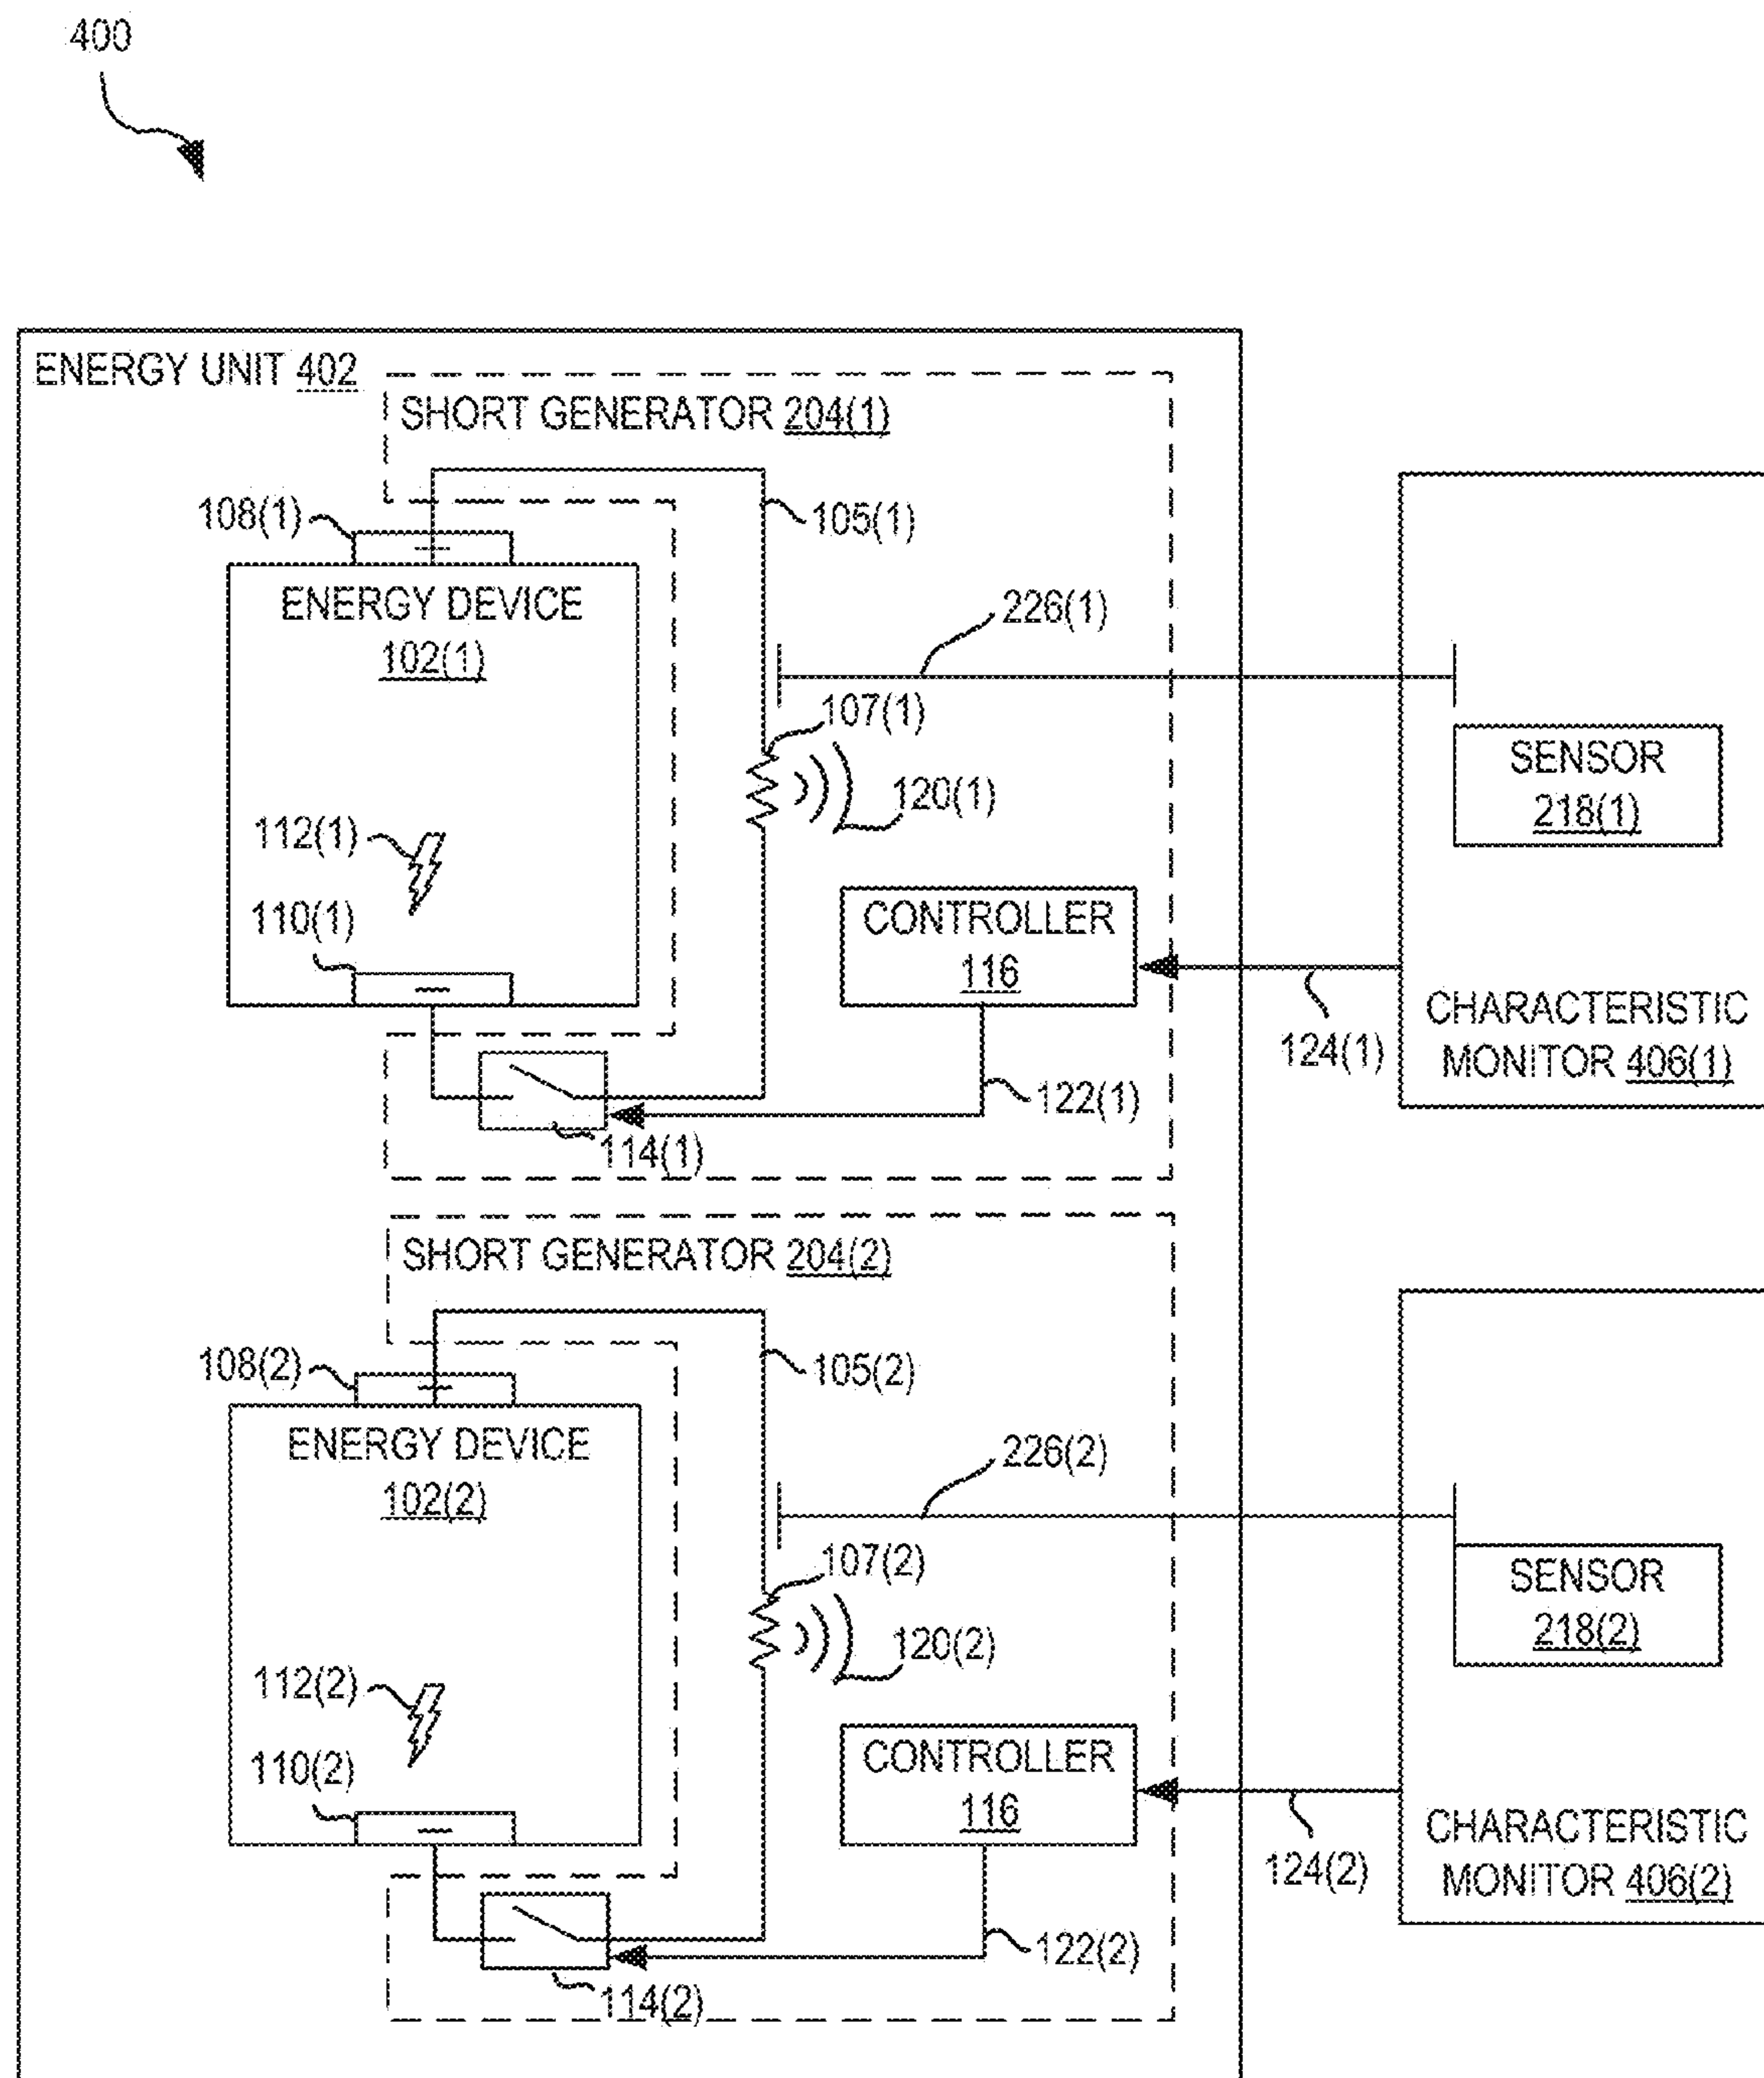 400
ENERGY UNIT 402
SHORT GENERATOR 204(1)
108(1)
+
105(1)
ENERGY DEVICE
102(1)
226(1)
107(1)
SENSOR
218(1)
120(1)
112(1)
110(1)
CONTROLLER
116
CHARACTERISTIC
MONITOR 406(1)
124(1)
122(1)
114(1)
SHORT GENERATOR 204(2)
108(2)
+
105(2)
ENERGY DEVICE
102(2)
226(2)
107(2)
SENSOR
218(2)
120(2)
112(2)
110(2)
CONTROLLER
116
CHARACTERISTIC
MONITOR 406(2)
124(2)
122(2)
114(2)